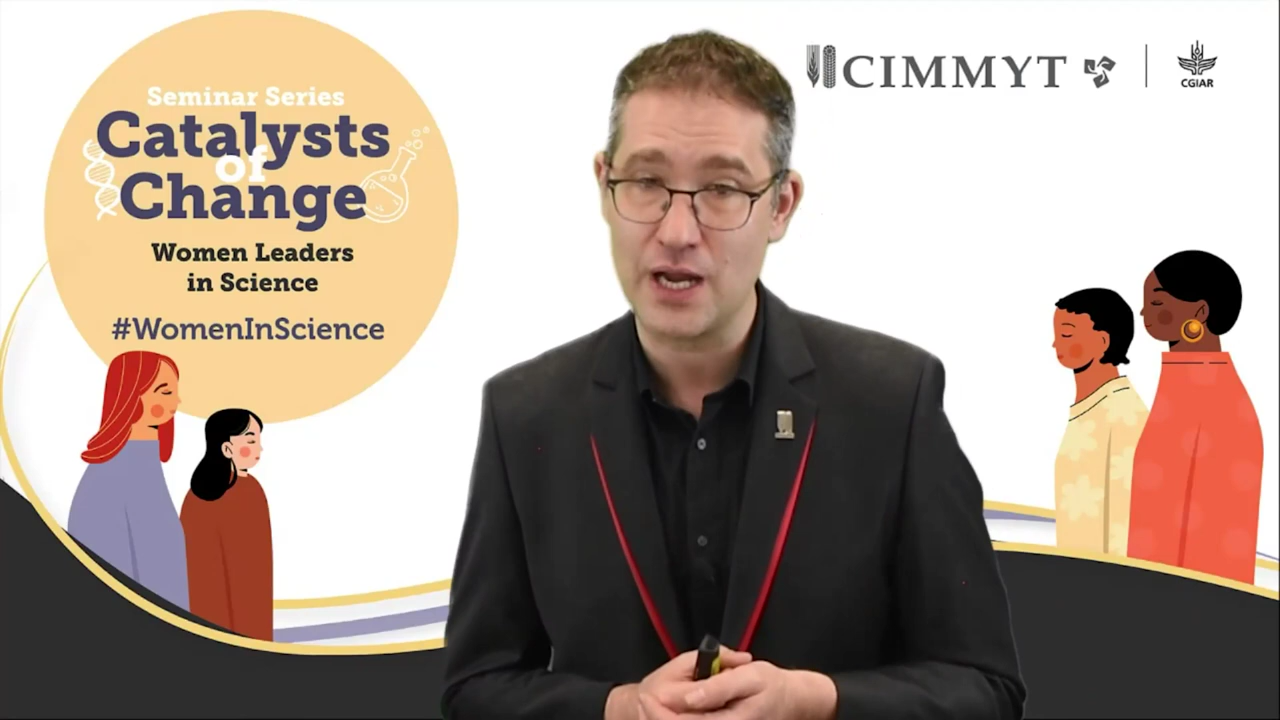 Seminar Series
Catalysts
of
Change
Women Leaders
in Science
#WomenInScience
CIMMYT
CGIAR